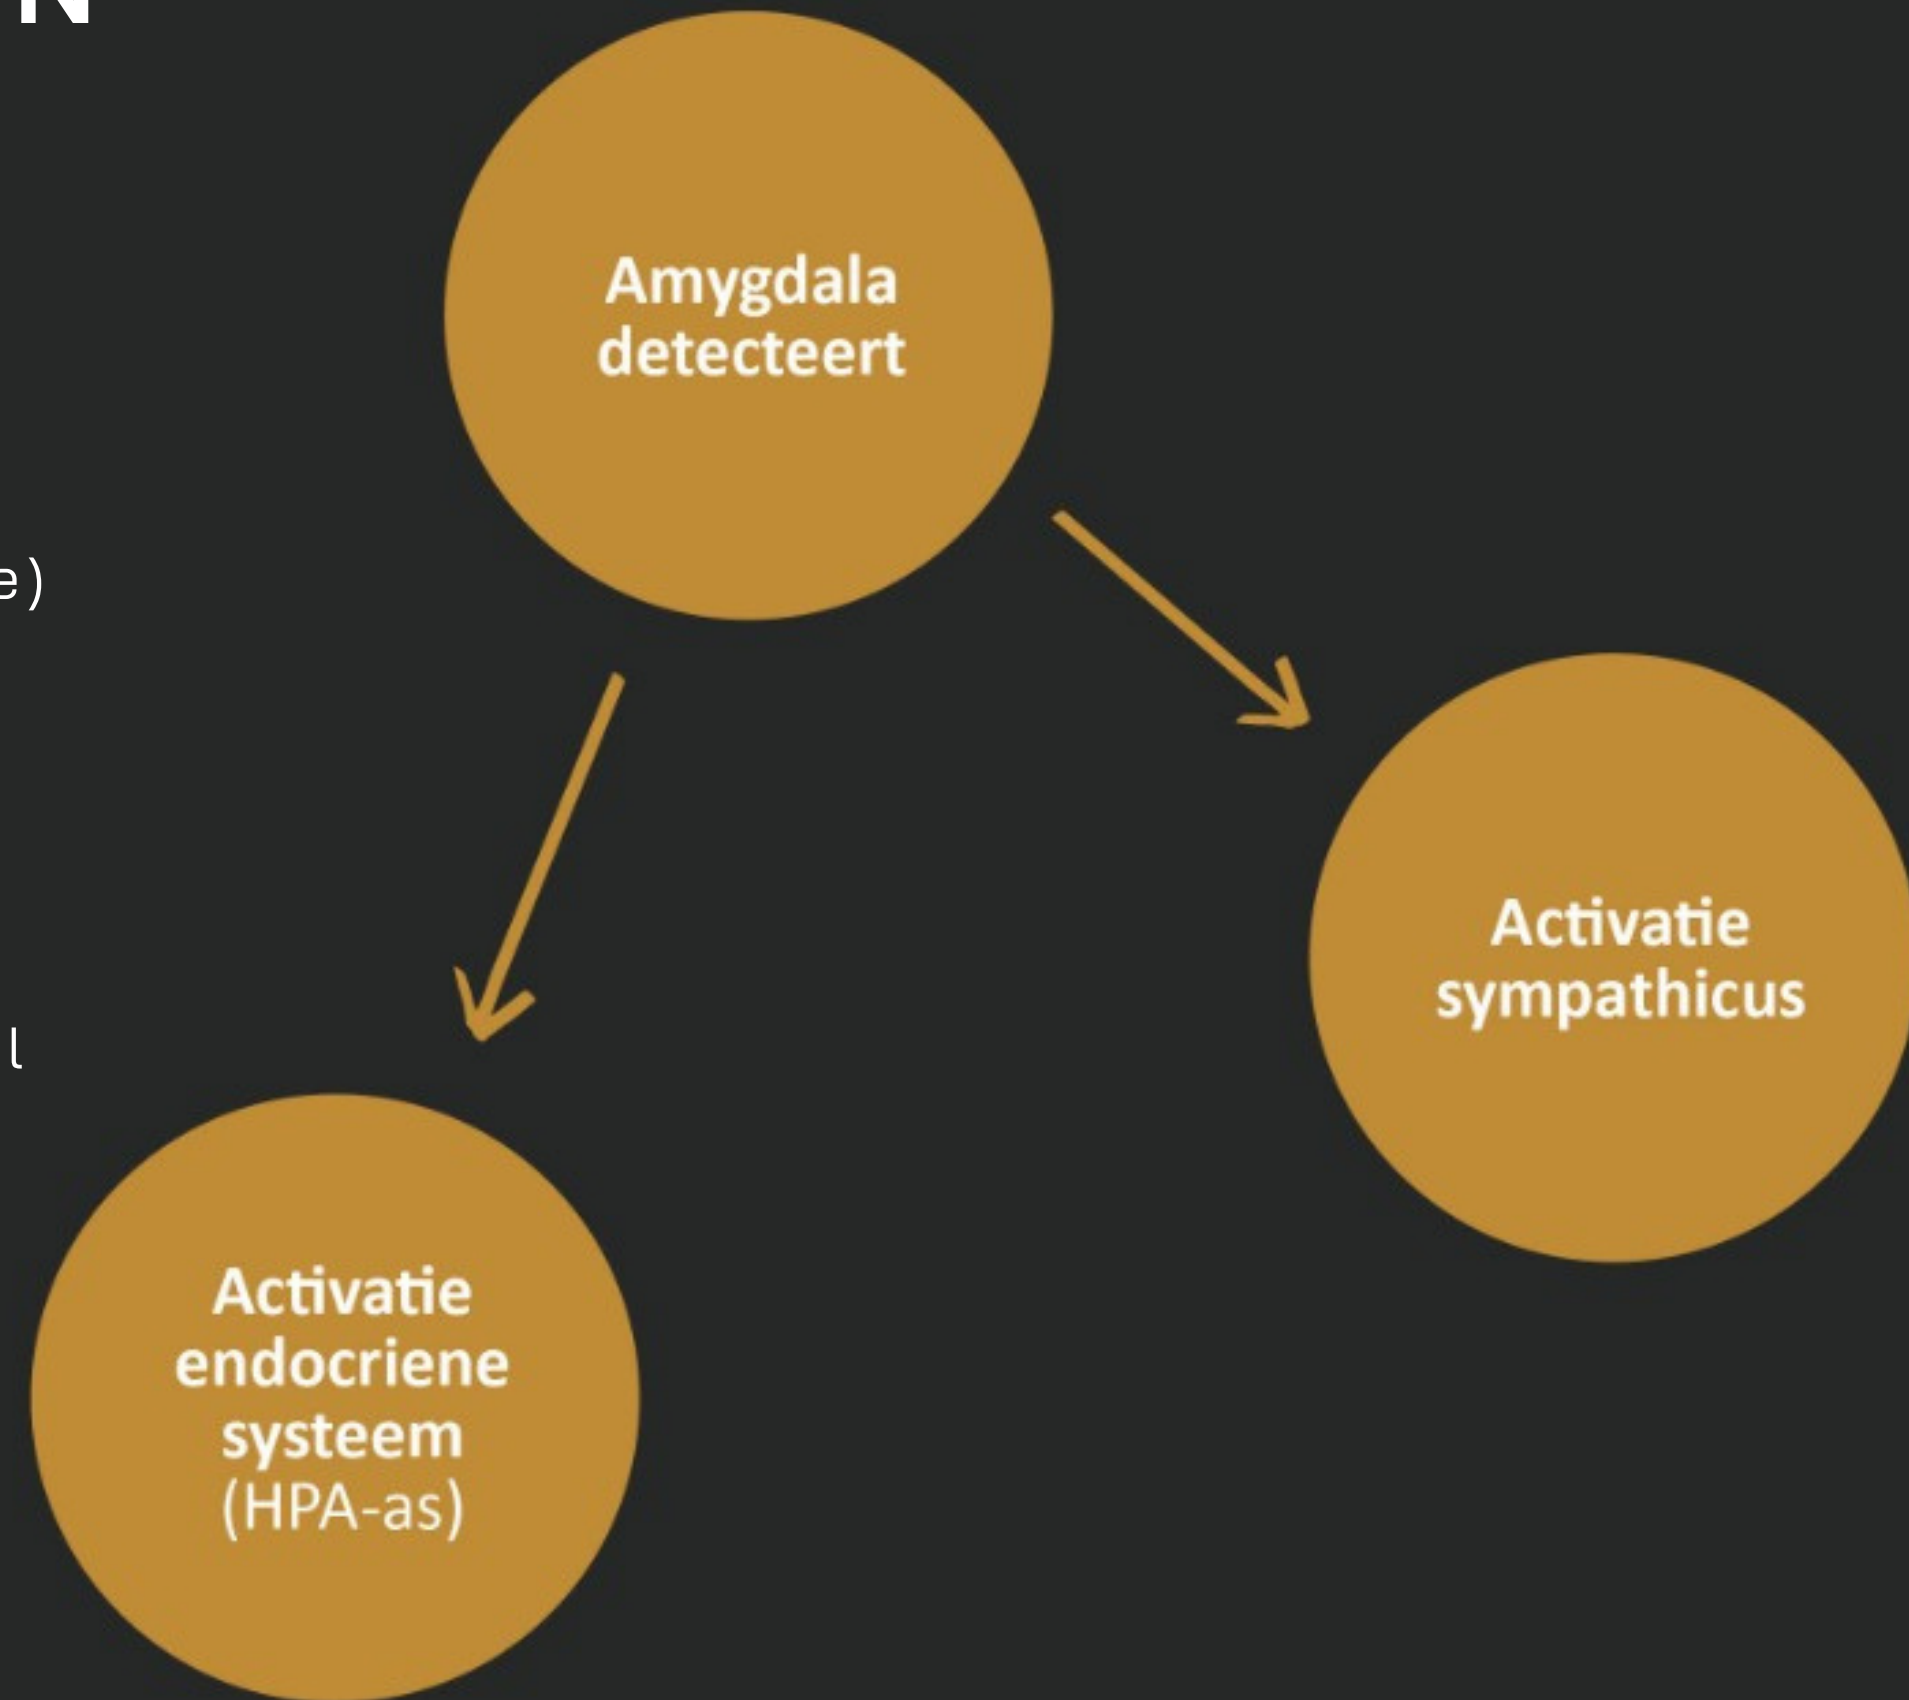 N
e)
Amygdala
detecteert
l
Activatie
sympathicus
Activatie
endocriene
systeem
(HPA-as)